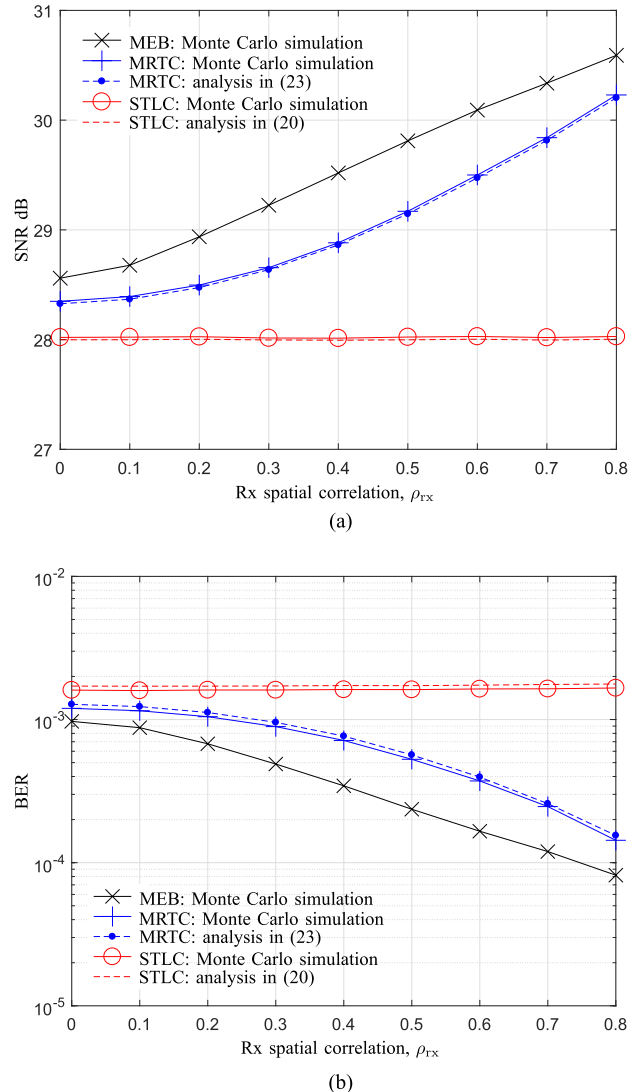 31
30
29
28
27
SNR dB
MEB: Monte Carlo simulation
MRTC: Monte Carlo simulation
MRTC: analysis in (23)
STLC: Monte Carlo simulation
STLC: analysis in (20)
0 0.1 0.2 0.3 0.4 0.5 0.6 0.7 0.8
Rx spatial correlation, ρrx
(a)
10-2
10-3
10-4
10-5
BER
MEB: Monte Carlo simulation
MRTC: Monte Carlo simulation
MRTC: analysis in (23)
STLC: Monte Carlo simulation
STLC: analysis in (20)
0 0.1 0.2 0.3 0.4 0.5 0.6 0.7 0.8
Rx spatial correlation, ρrx
(b)